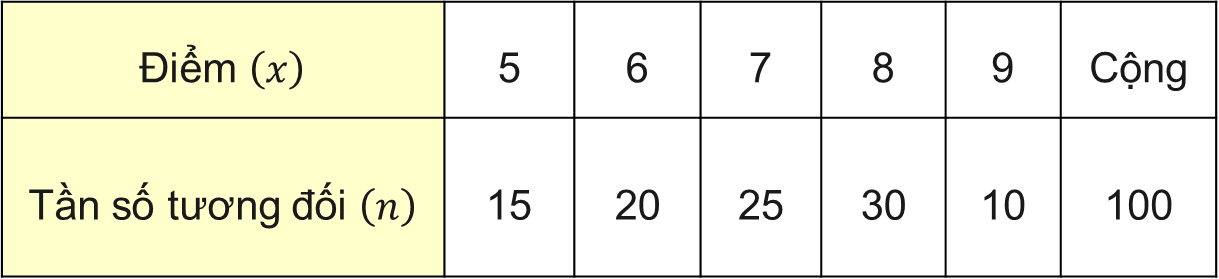 Điểm (x) 5 6 7 8 9 Cộng
Tần số tương đối (n) 15 20 25 30 10 100